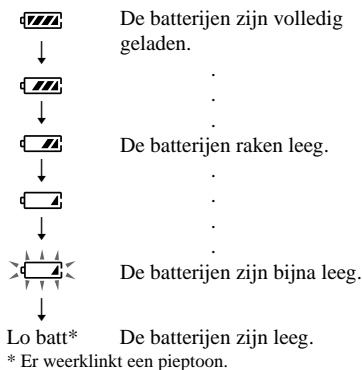 De batterijen zijn volledig
geladen.
.
.
.
De batterijen raken leeg.
.
.
.
De batterijen zijn bijna leeg.
Lo batt* De batterijen zijn leeg.
* Er weerklinkt een pieptoon.